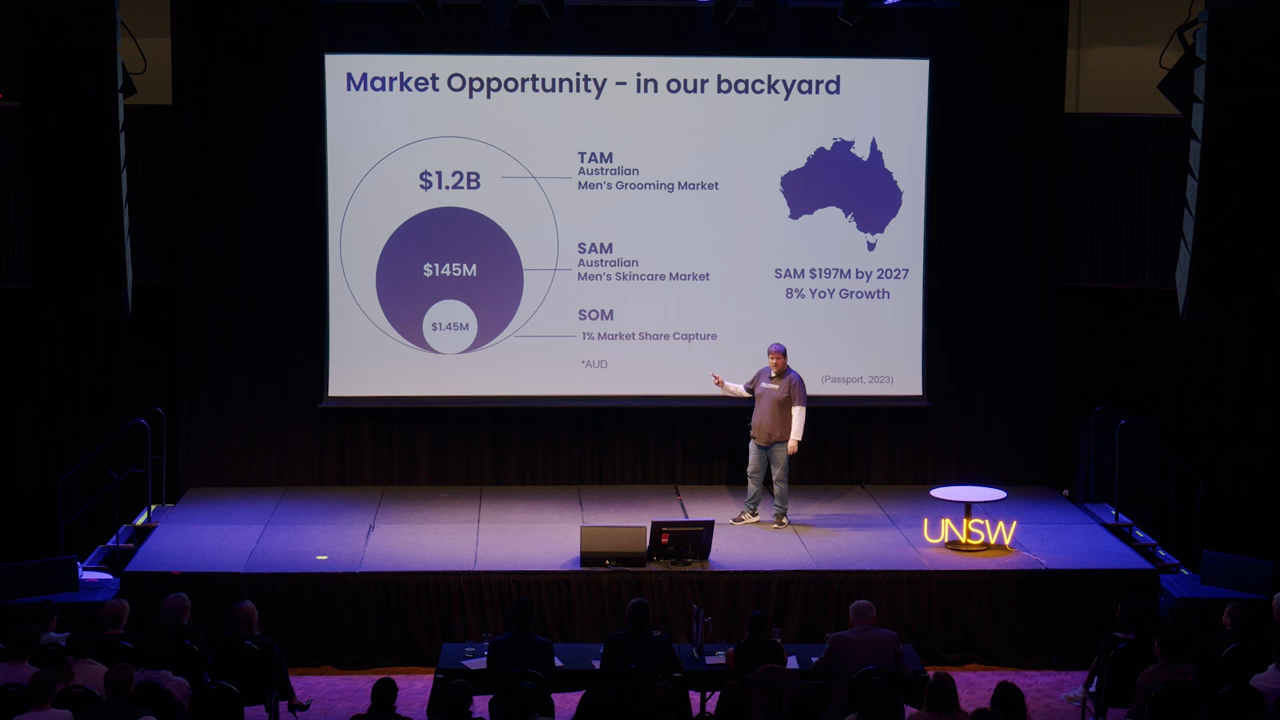 Market Opportunity - in our backyard
$1.2B
TAM
Australian
Men's Grooming Market
$145M
SAM
Australian
Men's Skincare Market
$1.45M
SOM
1% Market Share Capture
*AUD
SAM $197M by 2027
8% YoY Growth
(Passport, 2023)
UNSW